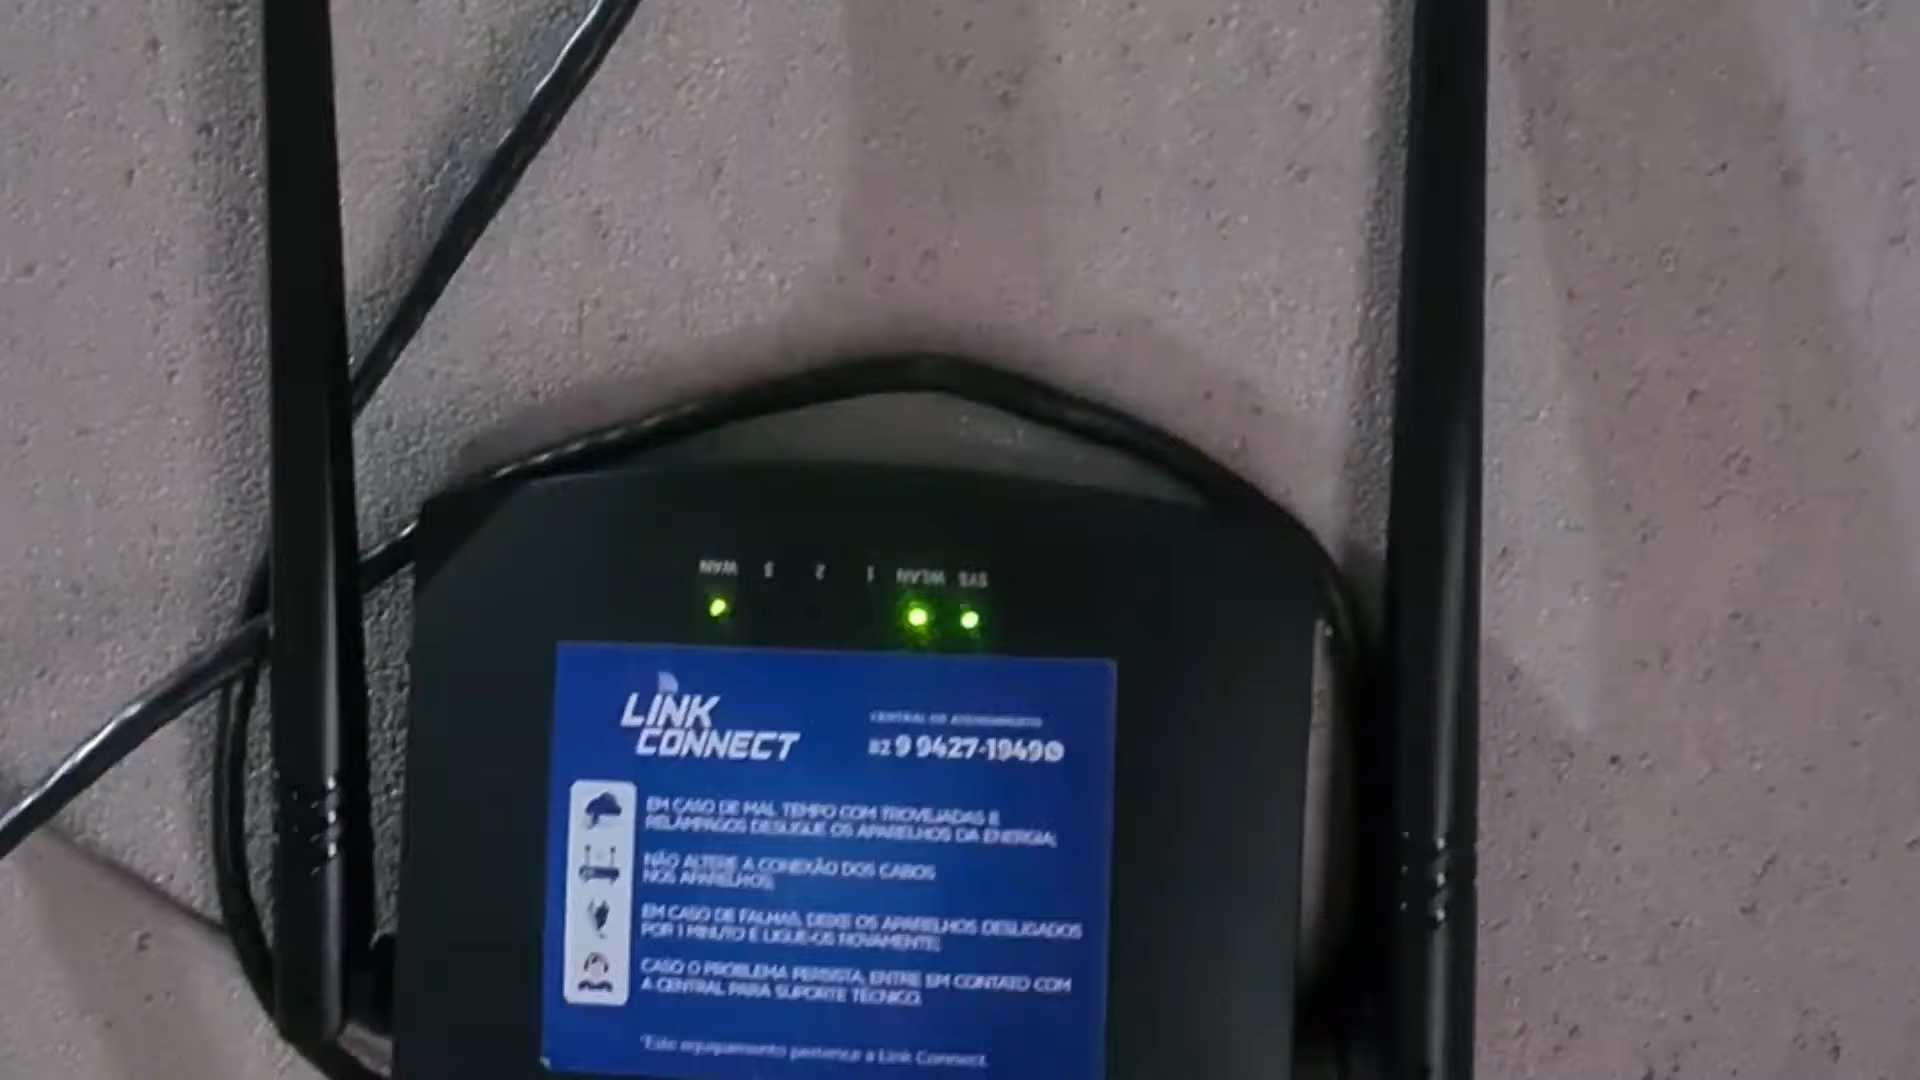 WAN 3 2 1 WLAN SYS
LINK
CONNECT
CENTRAL DE ATENDIMENTO
82 9 9427-1949
EM CASO DE MAL TEMPO COM TROVEJADAS E
RELÂMPAGOS DESLIGUE OS APARELHOS DA ENERGIA;
NÃO ALTERE A CONEXÃO DOS CABOS
NOS APARELHOS;
EM CASO DE FALHAS, DEIXE OS APARELHOS DESLIGADOS
POR 1 MINUTO E LIGUE-OS NOVAMENTE;
CASO O PROBLEMA PERSISTA, ENTRE EM CONTATO COM
A CENTRAL PARA SUPORTE TÉCNICO.
*Este equipamento pertence a Link Connect.